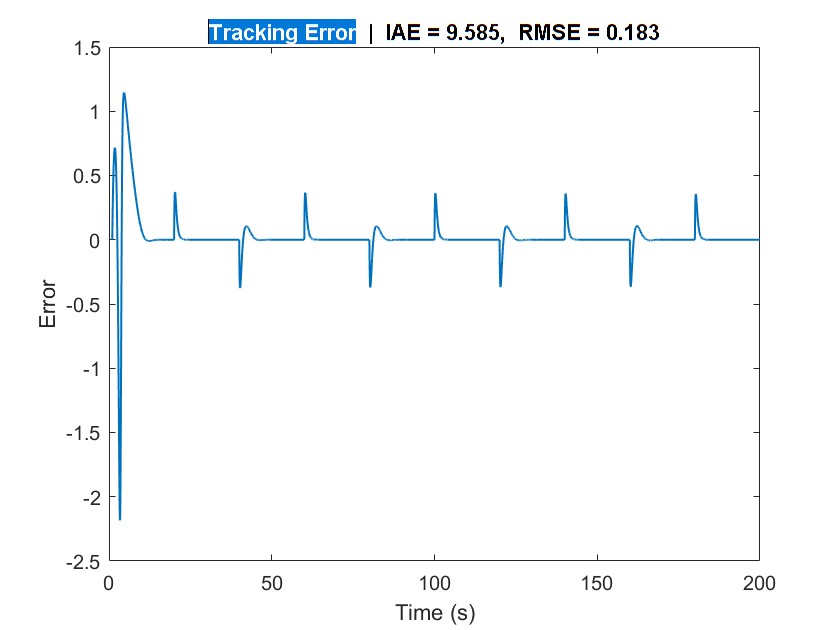 Tracking Error | IAE = 9.585, RMSE = 0.183
1.5
1
0.5
0
-0.5
-1
-1.5
-2
-2.5
Error
0 50 100 150 200
Time (s)